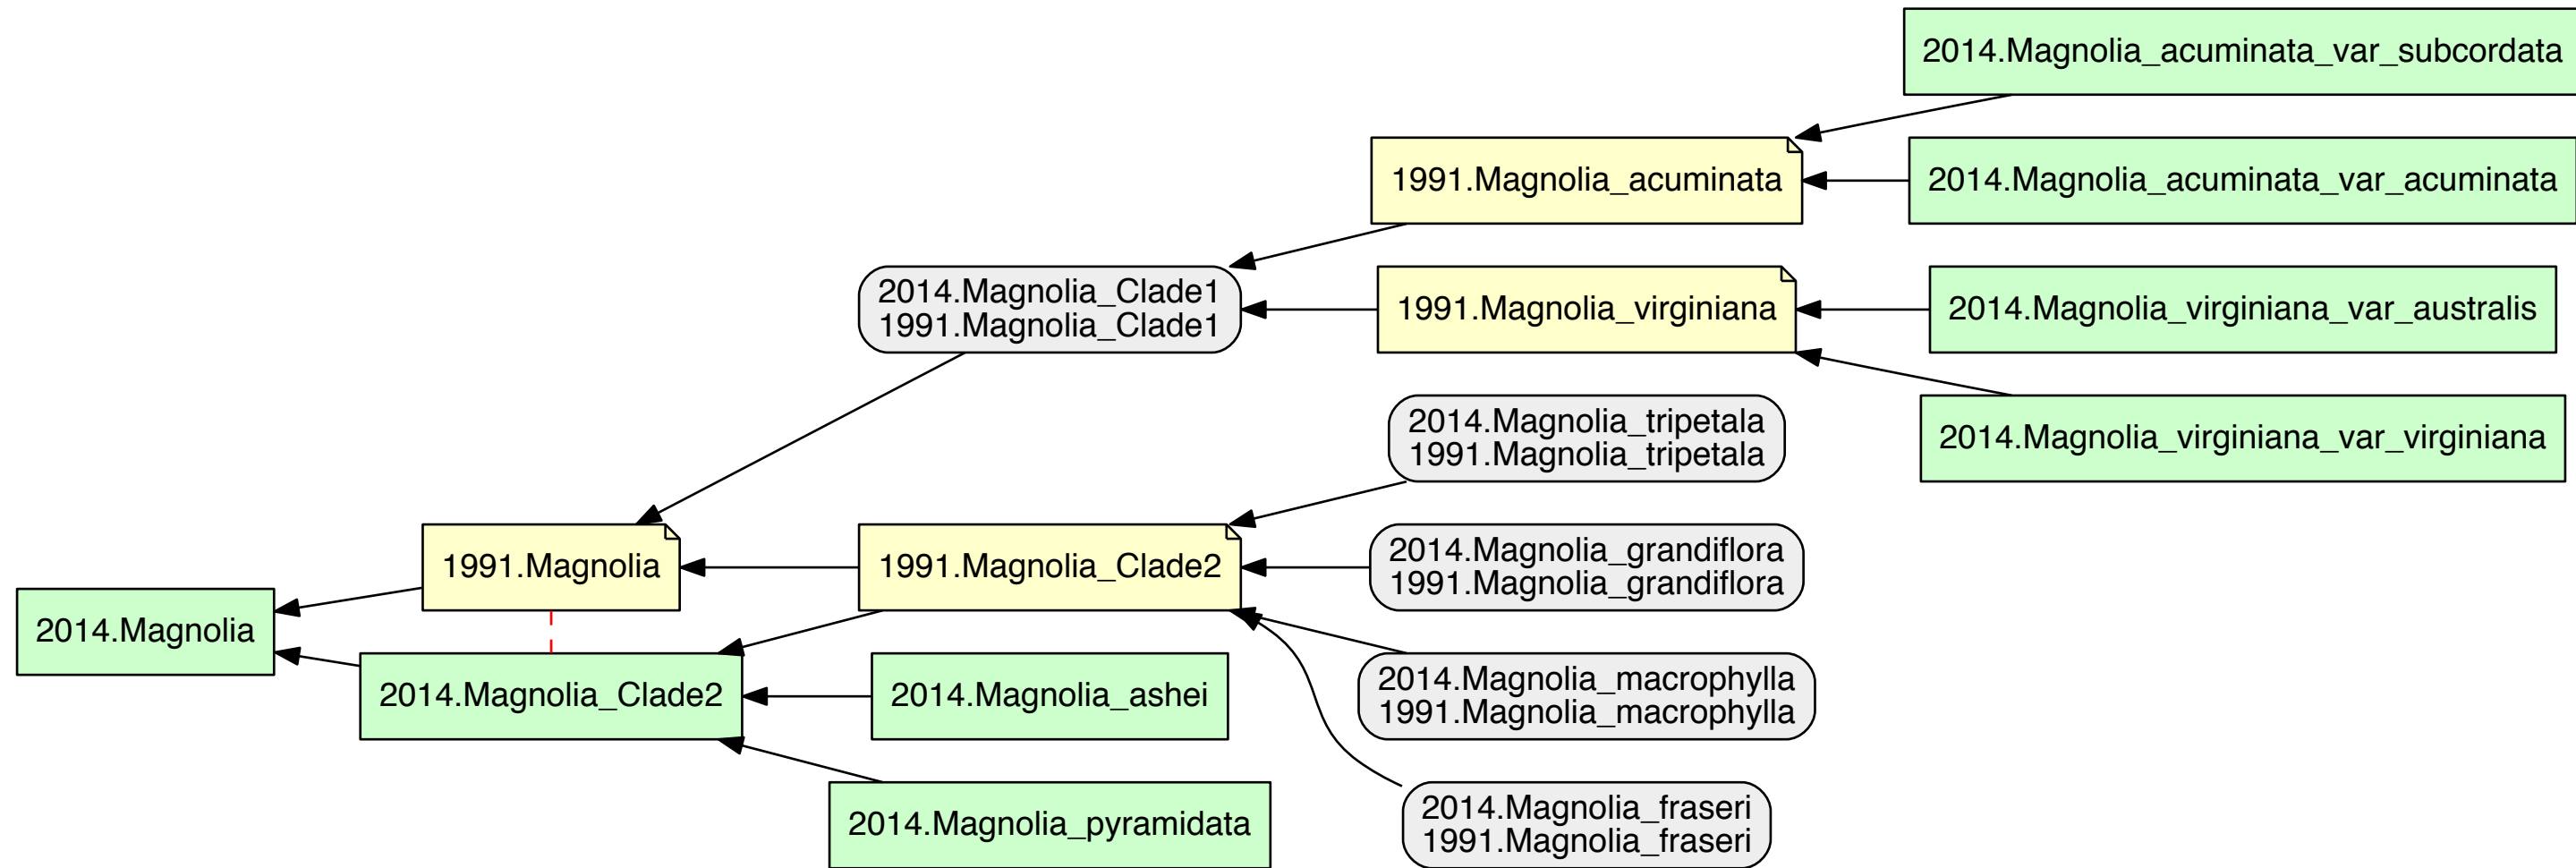 2014.Magnolia_acuminata_var_subcordata
1991.Magnolia_acuminata
2014.Magnolia_acuminata_var_acuminata
2014.Magnolia_Clade1
1991.Magnolia_Clade1
1991.Magnolia_virginiana
2014.Magnolia_virginiana_var_australis
2014.Magnolia_tripetala
1991.Magnolia_tripetala
2014.Magnolia_virginiana_var_virginiana
1991.Magnolia
1991.Magnolia_Clade2
2014.Magnolia_grandiflora
1991.Magnolia_grandiflora
2014.Magnolia
2014.Magnolia_Clade2
2014.Magnolia_ashei
2014.Magnolia_macrophylla
1991.Magnolia_macrophylla
2014.Magnolia_pyramidata
2014.Magnolia_fraseri
1991.Magnolia_fraseri